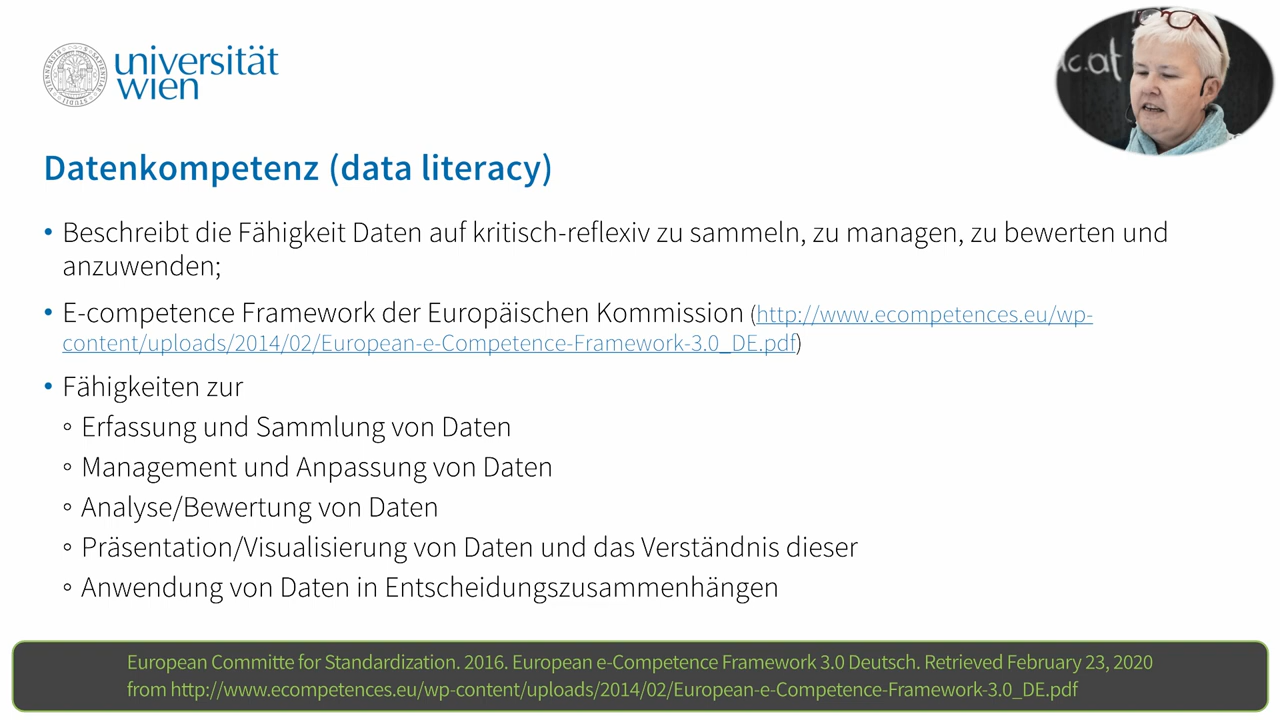 universität
wien
c.at
Datenkompetenz (data literacy)
• Beschreibt die Fähigkeit Daten auf kritisch-reflexiv zu sammeln, zu managen, zu bewerten und
anzuwenden;
• E-competence Framework der Europäischen Kommission (http://www.ecompetences.eu/wp-
content/uploads/2014/02/European-e-Competence-Framework-3.0_DE.pdf)
• Fähigkeiten zur
◦ Erfassung und Sammlung von Daten
◦ Management und Anpassung von Daten
◦ Analyse/Bewertung von Daten
◦ Präsentation/Visualisierung von Daten und das Verständnis dieser
◦ Anwendung von Daten in Entscheidungszusammenhängen
European Committe for Standardization. 2016. European e-Competence Framework 3.0 Deutsch. Retrieved February 23, 2020
from http://www.ecompetences.eu/wp-content/uploads/2014/02/European-e-Competence-Framework-3.0_DE.pdf